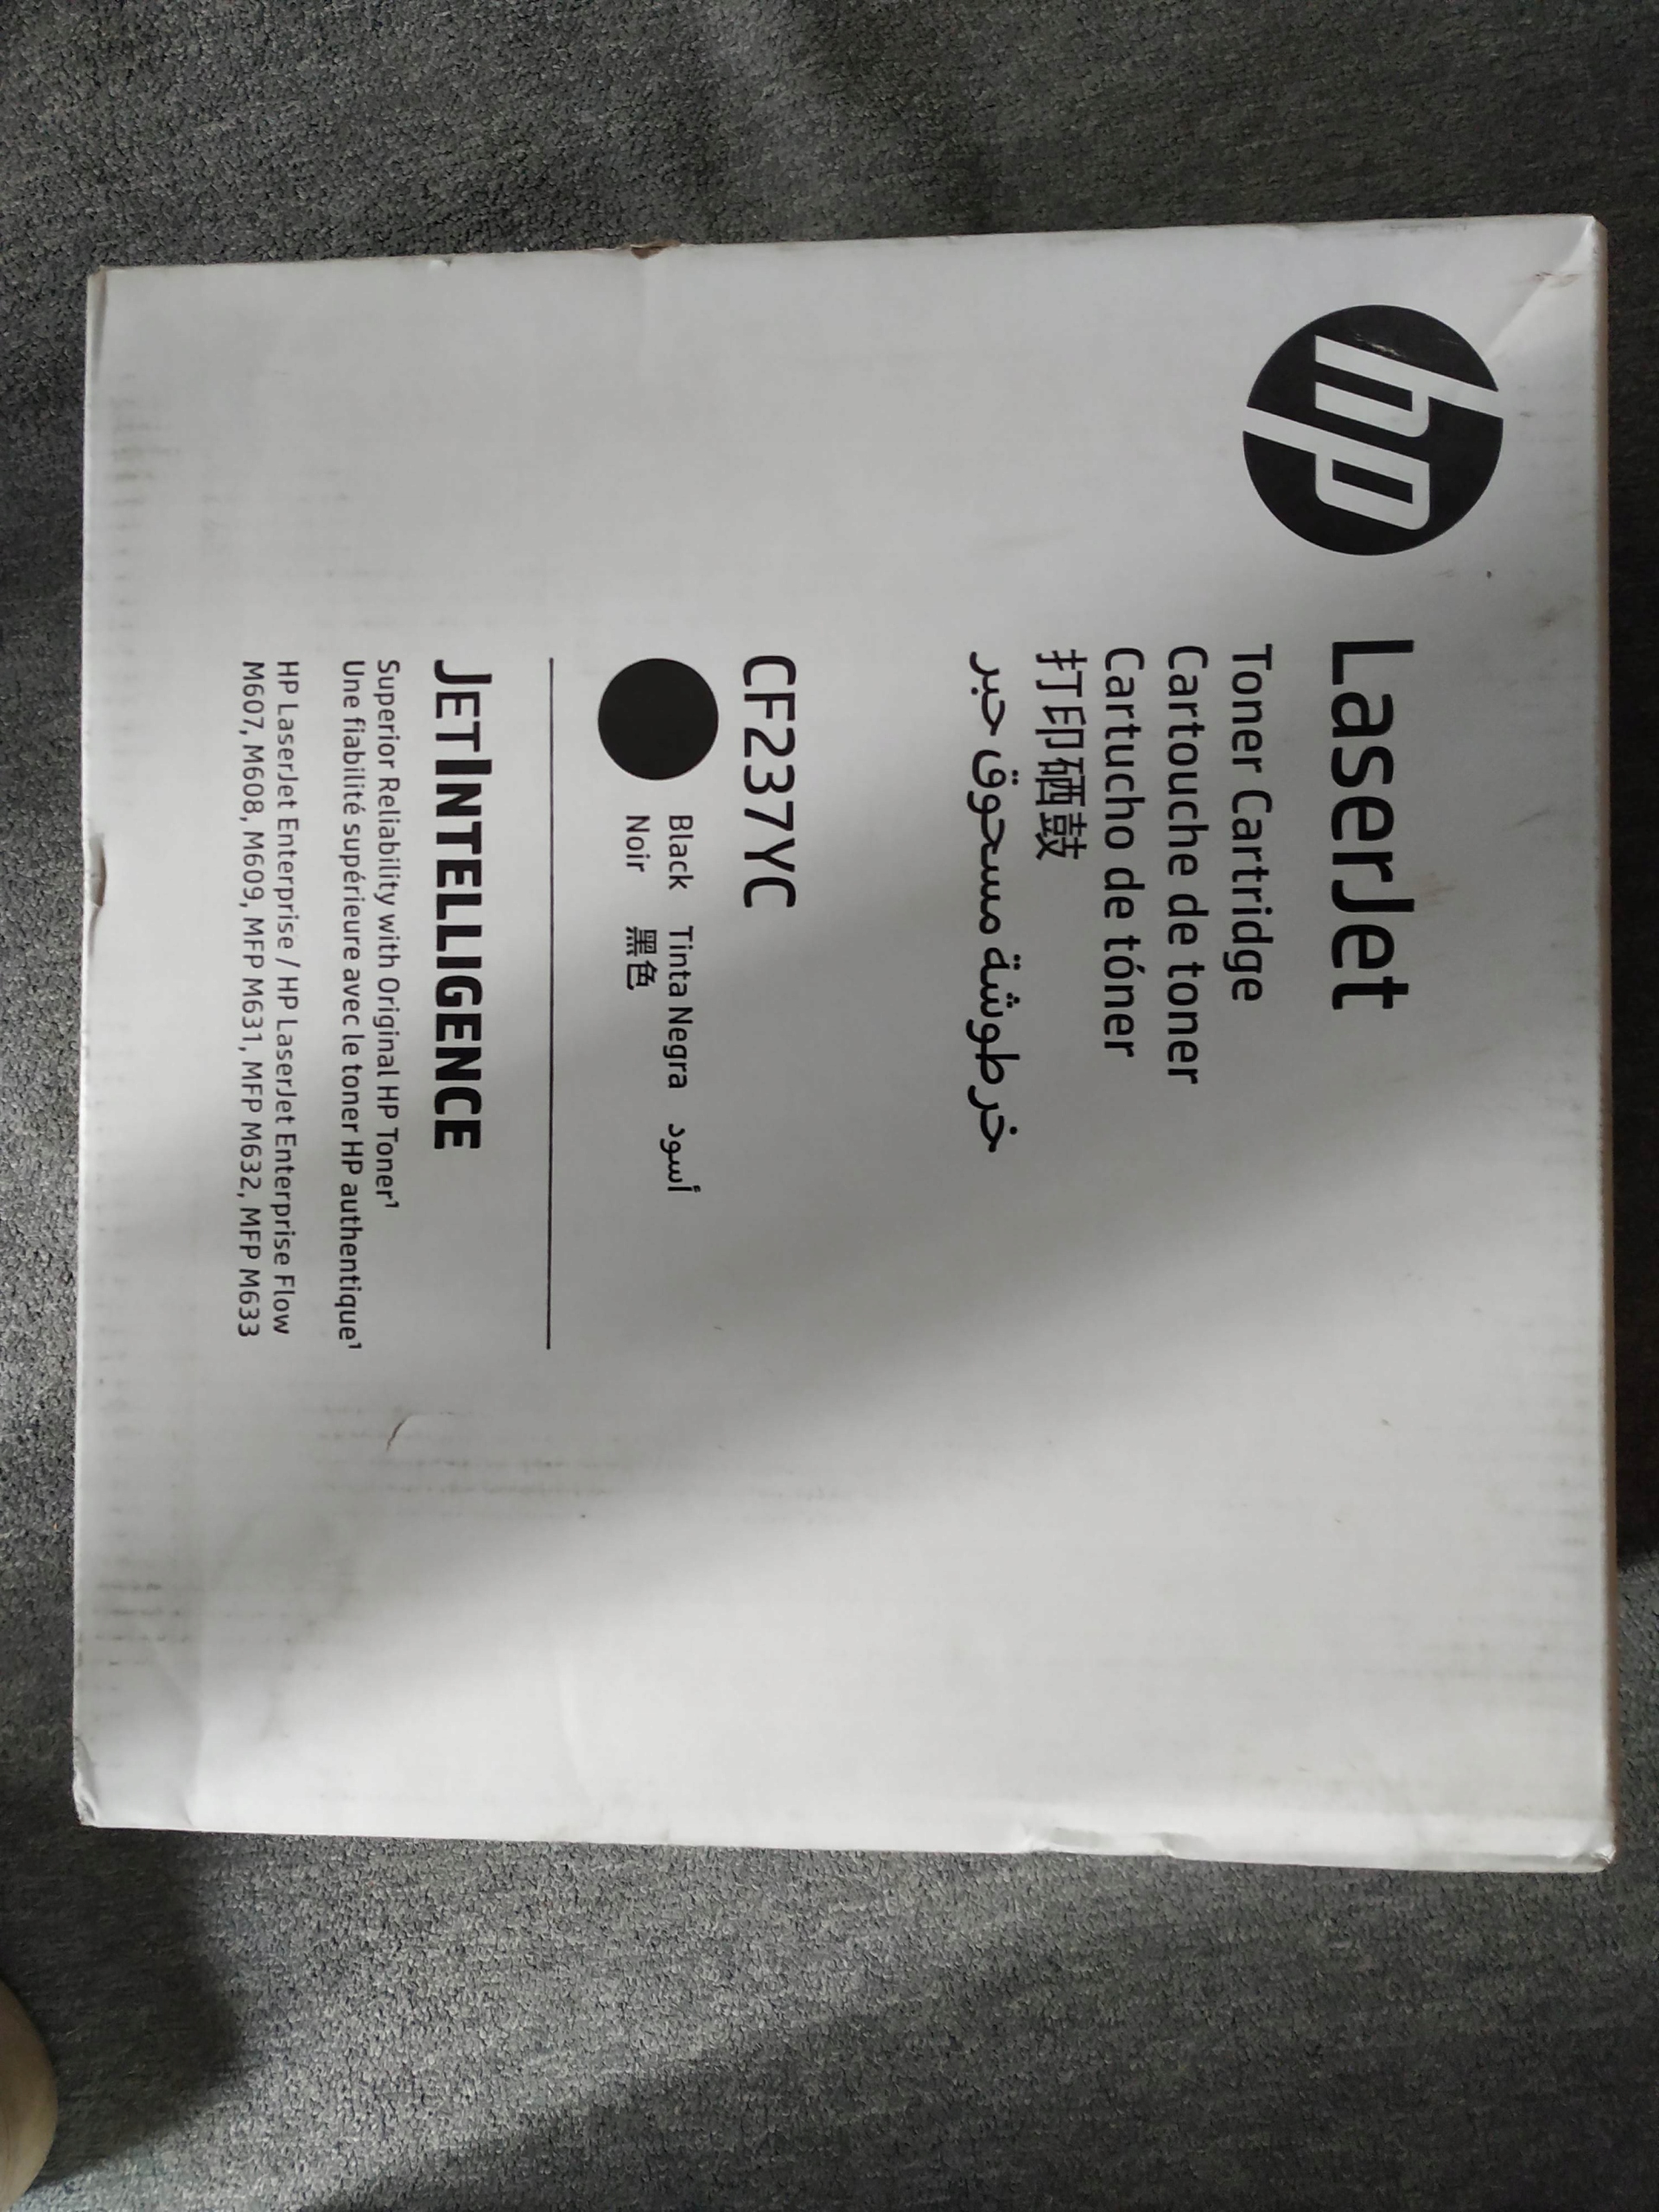 hp
LaserJet
Toner Cartridge
Cartouche de toner
Cartucho de tóner
打印硒鼓
خرطوشة مسحوق حبر
CF237YC
Black Tinta Negra أسود
Noir 黑色
JETINTELLIGENCE
Superior Reliability with Original HP Toner¹
Une fiabilité supérieure avec le toner HP authentique¹
HP LaserJet Enterprise / HP LaserJet Enterprise Flow
M607, M608, M609, MFP M631, MFP M632, MFP M633